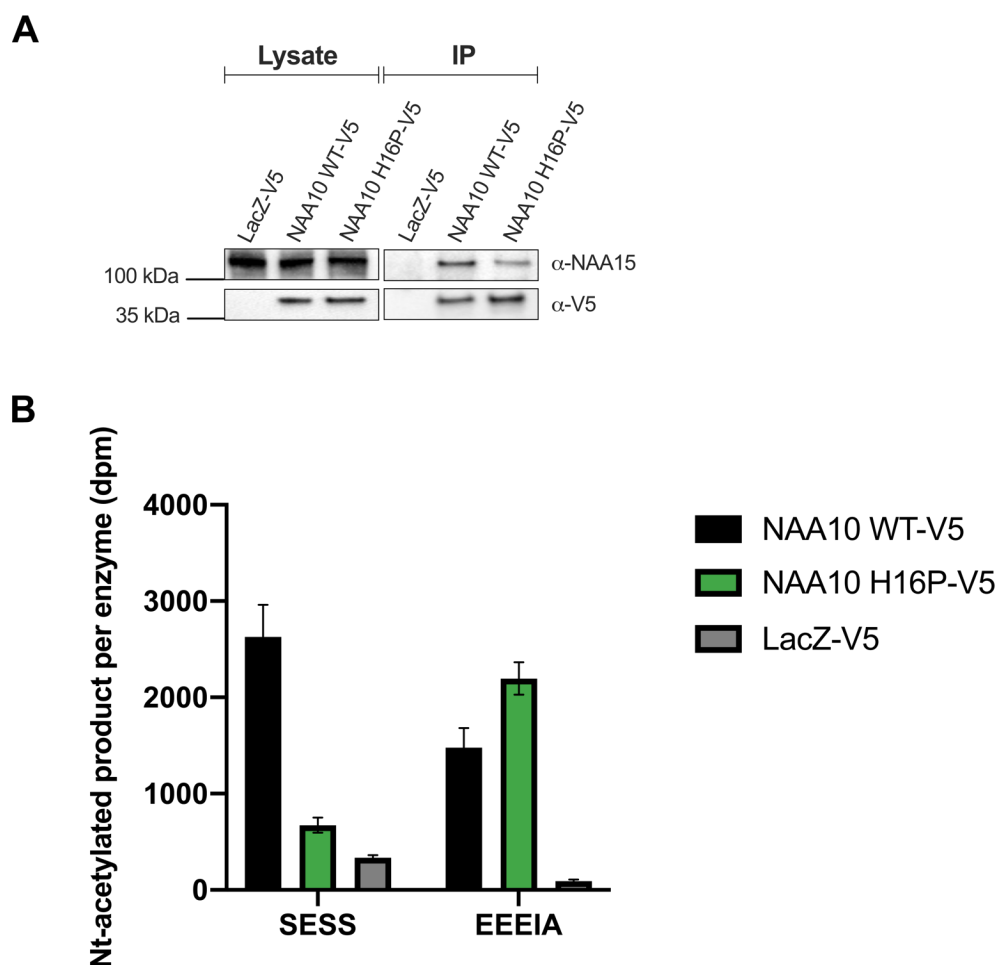 A
Lysate IP
LacZ-V5
NAA10 WT-V5
NAA10 H16P-V5
LacZ-V5
NAA10 WT-V5
NAA10 H16P-V5
100 kDa
α-NAA15
35 kDa
α-V5
B
Nt-acetylated product per enzyme (dpm)
4000
3000
2000
1000
0
SESS EEEIA
NAA10 WT-V5
NAA10 H16P-V5
LacZ-V5